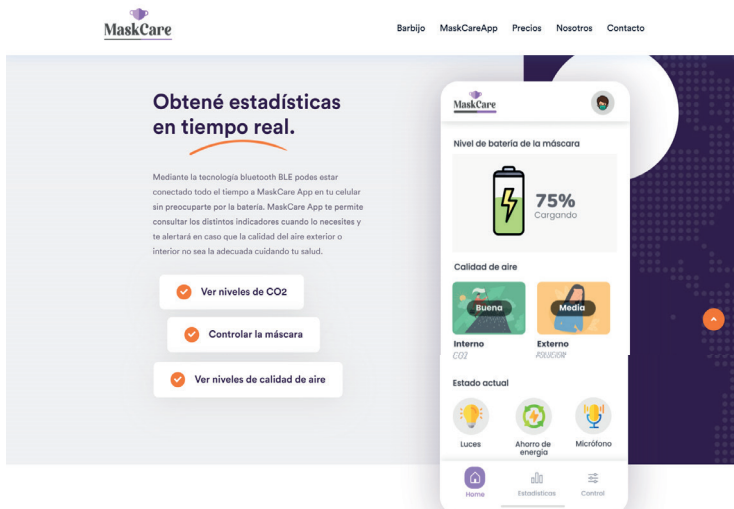 MaskCare
Barbijo MaskCareApp Precios Nosotros Contacto
Obtené estadísticas
en tiempo real.
Mediante la tecnología bluetooth BLE podes estar
conectado todo el tiempo a MaskCare App en tu celular
sin preocuparte por la batería. MaskCare App te permite
consultar los distintos indicadores cuando lo necesites y
te alertará en caso que la calidad del aire exterior o
interior no sea la adecuada cuidando tu salud.
Ver niveles de CO2
Controlar la máscara
Ver niveles de calidad de aire
MaskCare
Nivel de batería de la máscara
75%
Cargando
Calidad de aire
Buena Media
Interno Externo
CO2 POLUCIÓN
Estado actual
Luces Ahorro de energía Micrófono
Home Estadísticas Control